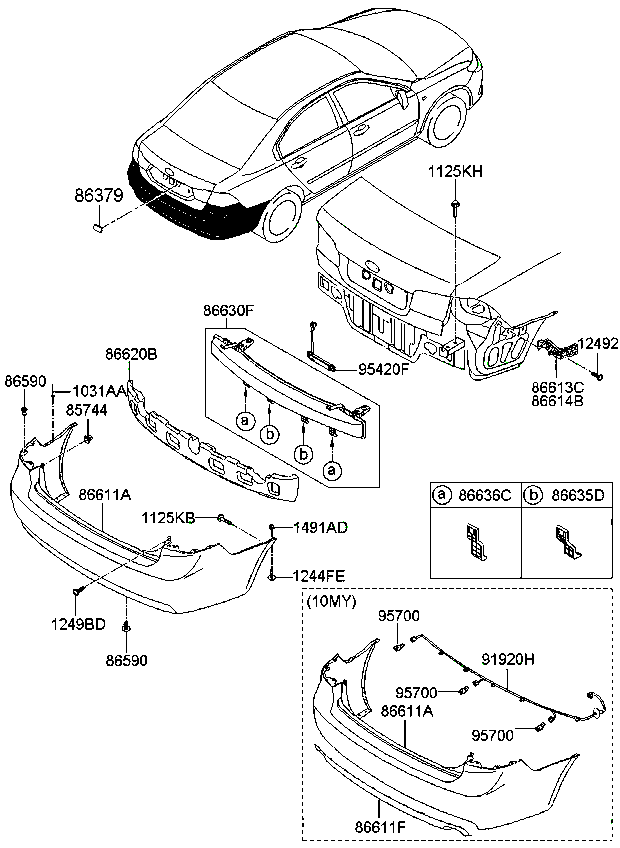 1125KH
86379
86630F
86620B
95420F
12492
86590
1031AA
85744
86613C
86614B
a
b
b
a
86611A
1125KB
1491AD
a 86636C
b 86635D
1244FE
1249BD
86590
(10MY)
95700
91920H
95700
86611A
95700
86611F